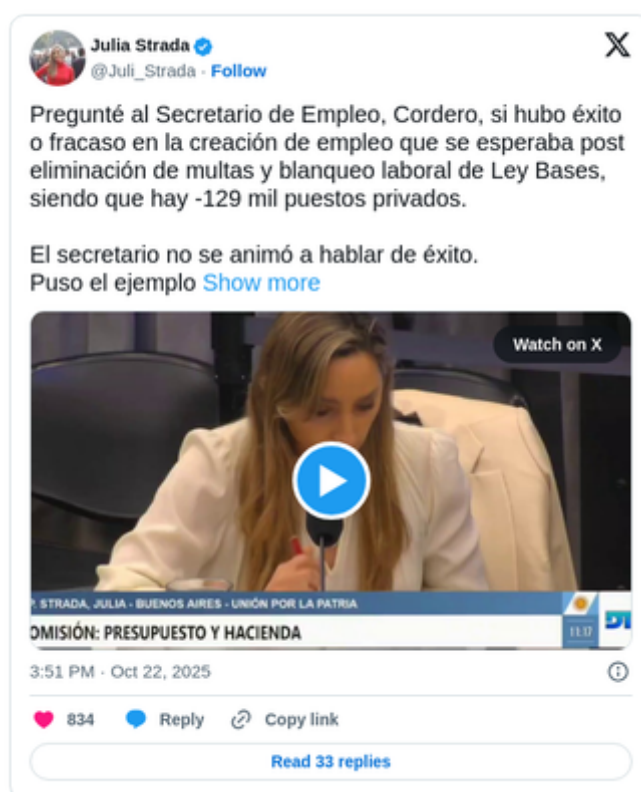 Julia Strada
@Juli_Strada · Follow
Pregunté al Secretario de Empleo, Cordero, si hubo éxito
o fracaso en la creación de empleo que se esperaba post
eliminación de multas y blanqueo laboral de Ley Bases,
siendo que hay -129 mil puestos privados.
El secretario no se animó a hablar de éxito.
Puso el ejemplo Show more
Watch on X
P. STRADA, JULIA - BUENOS AIRES - UNIÓN POR LA PATRIA
OMISIÓN: PRESUPUESTO Y HACIENDA
11:17
3:51 PM · Oct 22, 2025
834 Reply Copy link
Read 33 replies